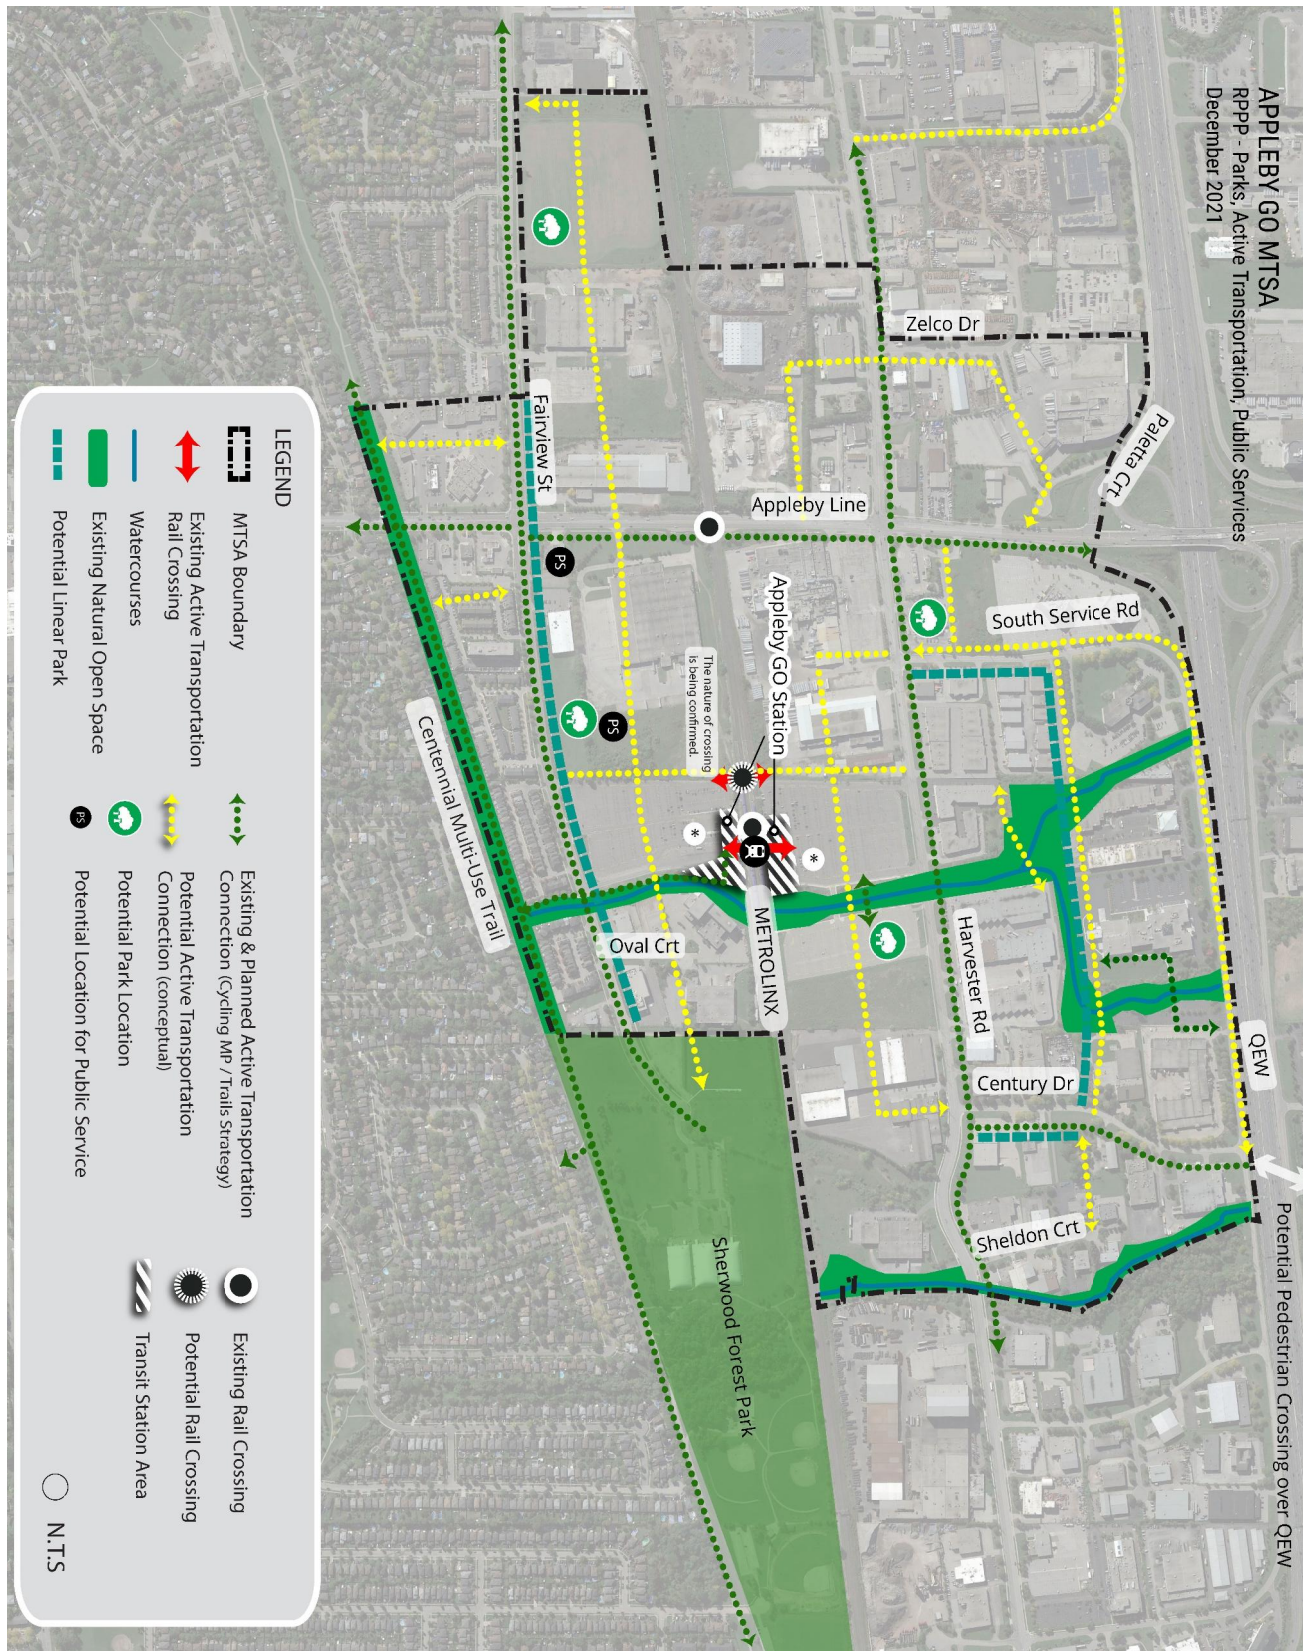 APPLEBY GO MTSA
RPPP - Parks, Active Transportation, Public Services
December 2021
Potential Pedestrian Crossing over QEW
QEW
Paletta Crt
Zelco Dr
South Service Rd
Century Dr
Sheldon Crt
Harvester Rd
Appleby Line
Appleby GO Station
The nature of crossing
is being confirmed.
*
*
METROLINX
Oval Crt
PS
PS
Fairview St
Centennial Multi-Use Trail
Sherwood Forest Park
LEGEND
MTSA Boundary
Existing Active Transportation
Rail Crossing
Watercourses
Existing Natural Open Space
Potential Linear Park
Existing & Planned Active Transportation
Connection (Cycling MP / Trails Strategy)
Potential Active Transportation
Connection (conceptual)
Potential Park Location
PS
Potential Location for Public Service
Existing Rail Crossing
Potential Rail Crossing
Transit Station Area
N.T.S